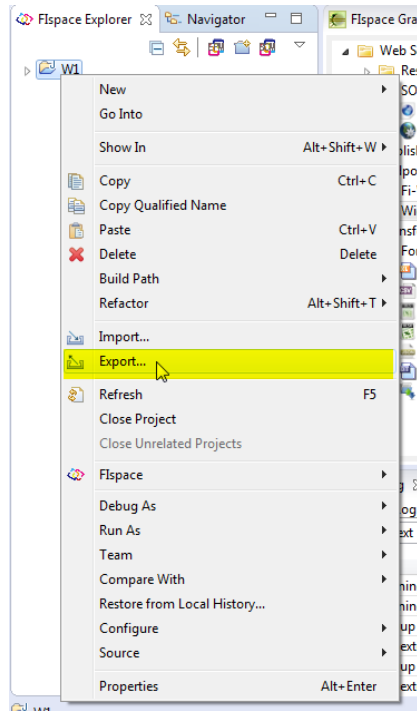 FIspace Explorer
Navigator
FIspace Gra
W1
Web S
Re
New
Go Into
Show In Alt+Shift+W
Copy Ctrl+C
Copy Qualified Name
Paste Ctrl+V
Delete Delete
Build Path
Refactor Alt+Shift+T
Import...
Export...
Refresh F5
Close Project
Close Unrelated Projects
FIspace
Debug As
Run As
Team
Compare With
Restore from Local History...
Configure
Source
Properties Alt+Enter
W1